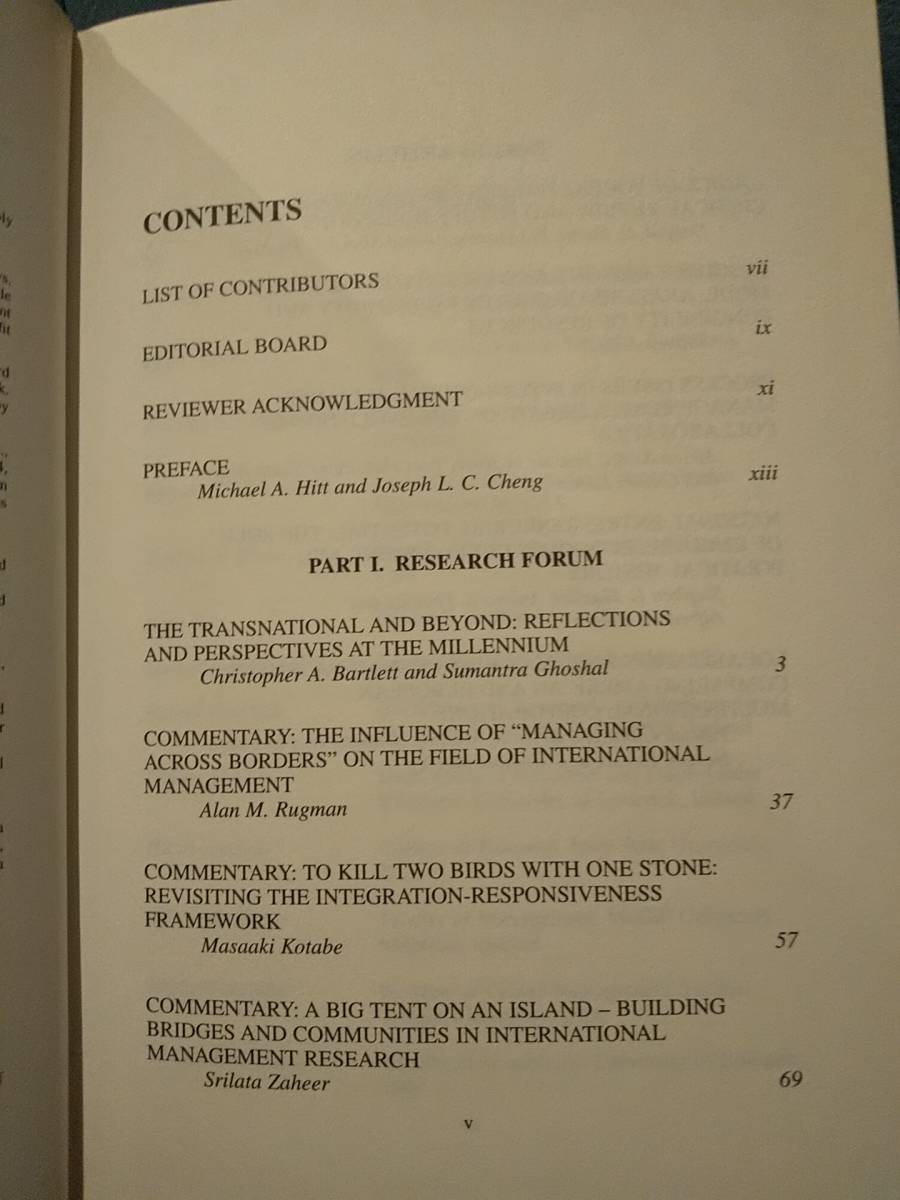 CONTENTS
LIST OF CONTRIBUTORS vii
EDITORIAL BOARD ix
REVIEWER ACKNOWLEDGMENT xi
PREFACE
Michael A. Hitt and Joseph L. C. Cheng xiii
PART I. RESEARCH FORUM
THE TRANSNATIONAL AND BEYOND: REFLECTIONS
AND PERSPECTIVES AT THE MILLENNIUM
Christopher A. Bartlett and Sumantra Ghoshal 3
COMMENTARY: THE INFLUENCE OF “MANAGING
ACROSS BORDERS” ON THE FIELD OF INTERNATIONAL
MANAGEMENT
Alan M. Rugman 37
COMMENTARY: TO KILL TWO BIRDS WITH ONE STONE:
REVISITING THE INTEGRATION-RESPONSIVENESS
FRAMEWORK
Masaaki Kotabe 57
COMMENTARY: A BIG TENT ON AN ISLAND – BUILDING
BRIDGES AND COMMUNITIES IN INTERNATIONAL
MANAGEMENT RESEARCH
Srilata Zaheer 69
v